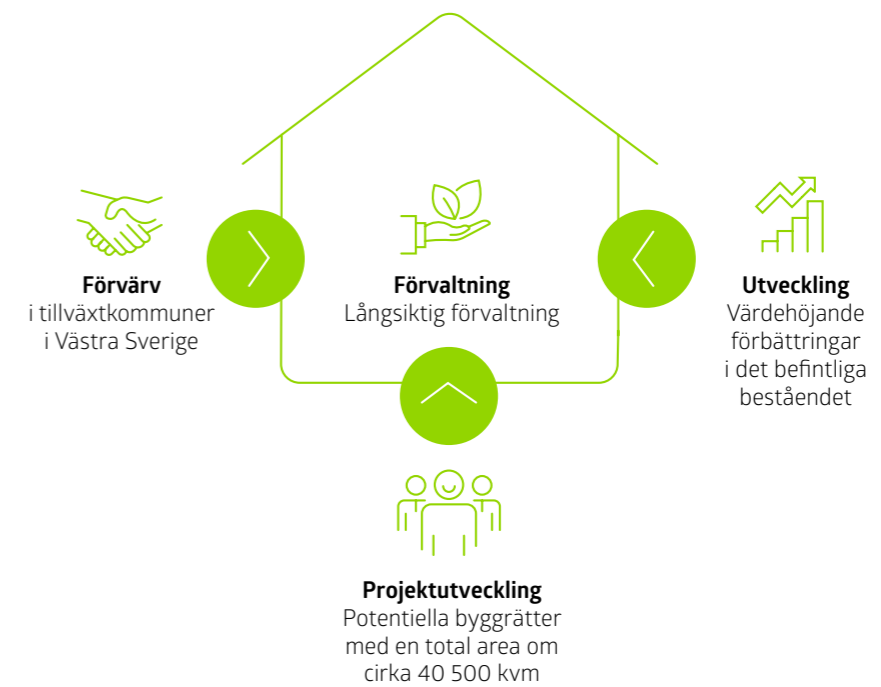 Förvärv
i tillväxtkommuner
i Västra Sverige
Förvaltning
Långsiktig förvaltning
Utveckling
Värdehöjande
förbättringar
i det befintliga
beståendet
Projektutveckling
Potentiella byggrätter
med en total area om
cirka 40 500 kvm